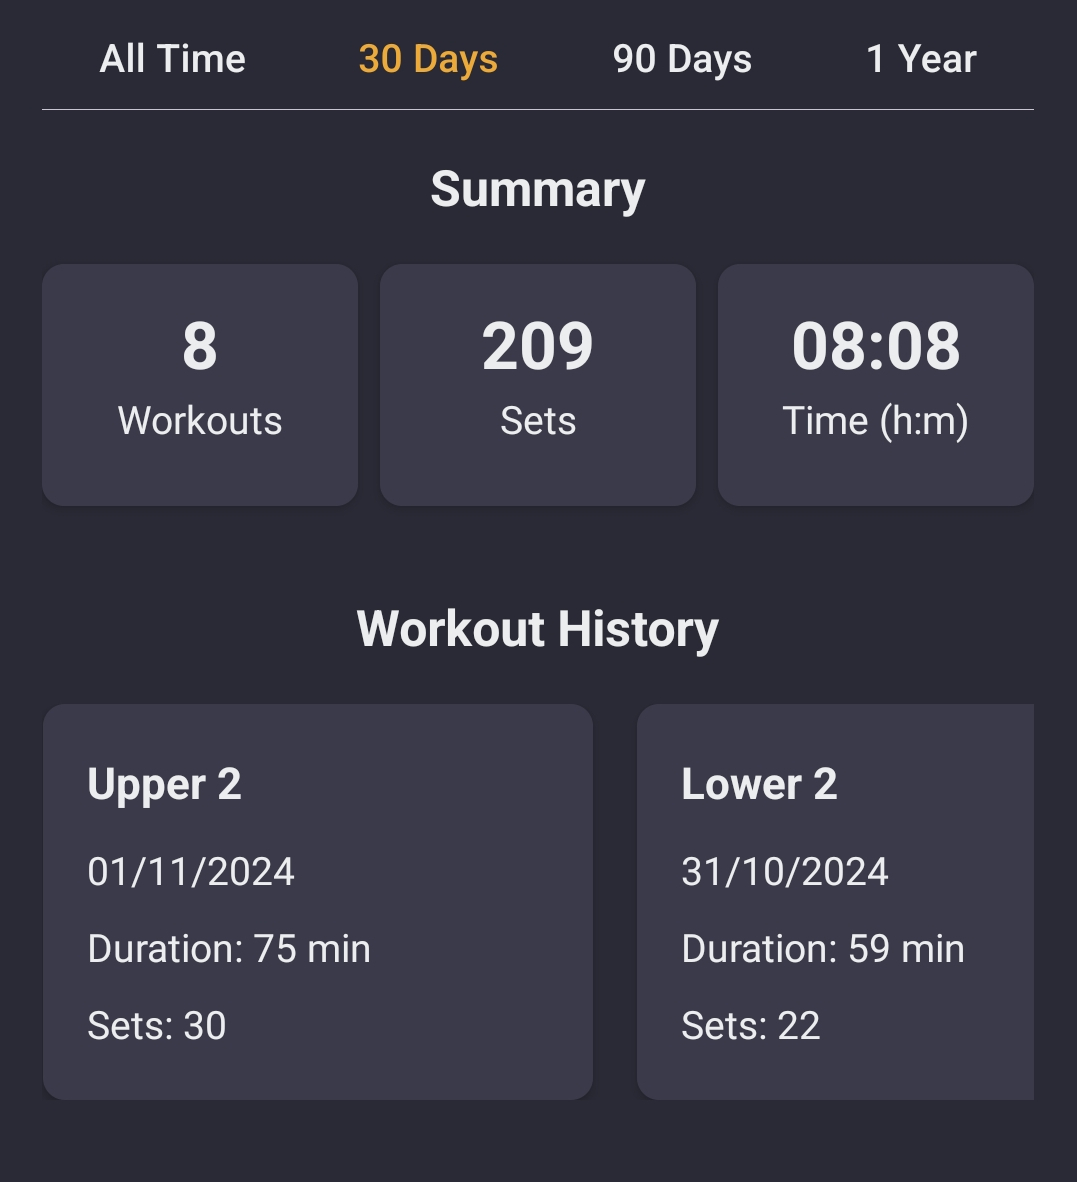 All Time 30 Days 90 Days 1 Year
Summary
8
Workouts
209
Sets
08:08
Time (h:m)
Workout History
Upper 2
01/11/2024
Duration: 75 min
Sets: 30
Lower 2
31/10/2024
Duration: 59 min
Sets: 22